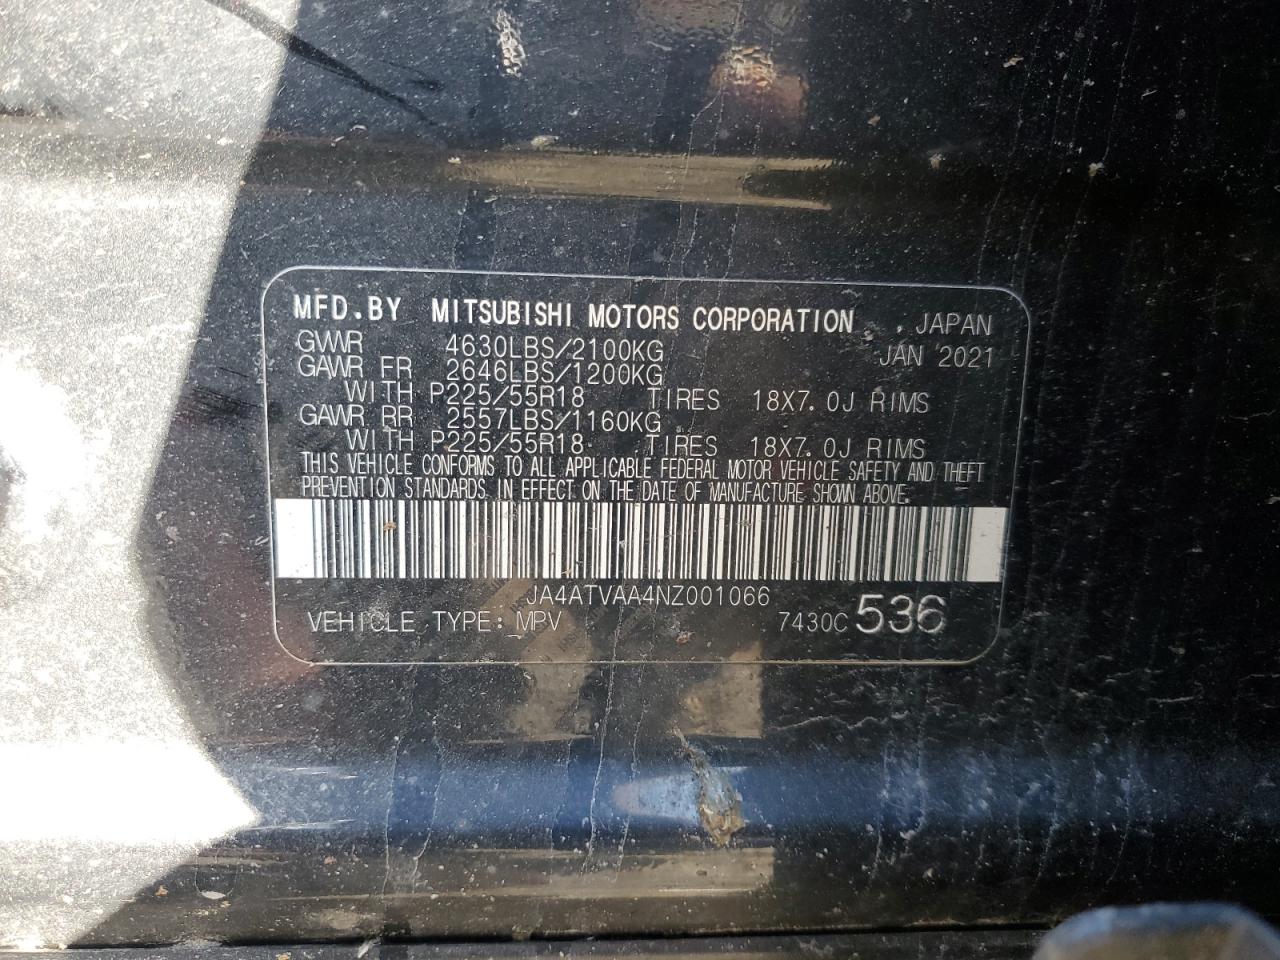 MFD.BY MITSUBISHI MOTORS CORPORATION , JAPAN
GVWR 4630LBS/2100KG JAN 2021
GAWR FR 2646LBS/1200KG
WITH P225/55R18 TIRES 18X7.0J RIMS
GAWR RR 2557LBS/1160KG
WITH P225/55R18 TIRES 18X7.0J RIMS
THIS VEHICLE CONFORMS TO ALL APPLICABLE FEDERAL MOTOR VEHICLE SAFETY AND THEFT
PREVENTION STANDARDS IN EFFECT ON THE DATE OF MANUFACTURE SHOWN ABOVE.
JA4ATVAA4NZ001066
VEHICLE TYPE: MPV 7430C 536